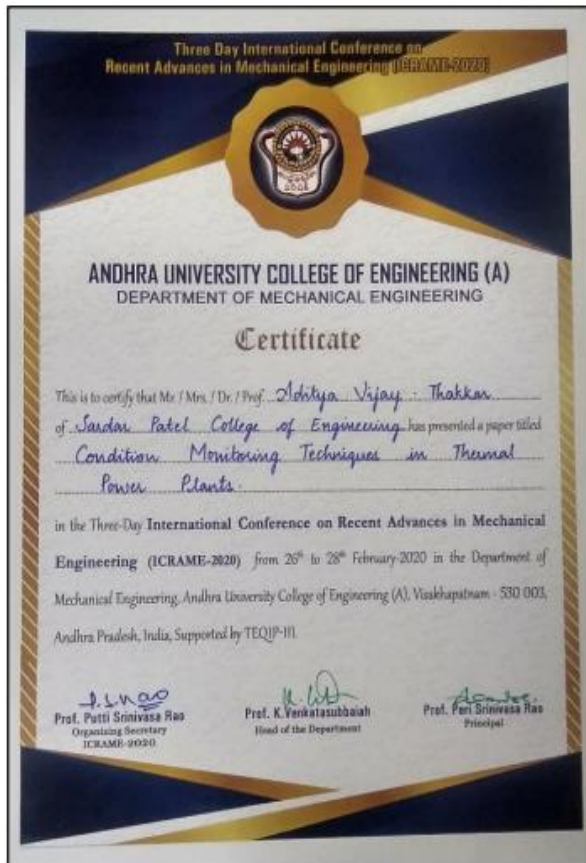 Three Day International Conference on
Recent Advances in Mechanical Engineering (ICRAME-2020)
ANDHRA UNIVERSITY COLLEGE OF ENGINEERING (A)
DEPARTMENT OF MECHANICAL ENGINEERING
Certificate
This is to certify that Mr. / Mrs. / Dr. / Prof. Aditya Vijay Thakkar
of Sardar Patel College of Engineering has presented a paper titled
Condition Monitoring Techniques in Thermal
Power Plants.
in the Three-Day International Conference on Recent Advances in Mechanical
Engineering (ICRAME-2020) from 26th to 28th February-2020 in the Department of
Mechanical Engineering, Andhra University College of Engineering (A), Visakhapatnam - 530 003,
Andhra Pradesh, India, Supported by TEQIP-III.
Prof. Putti Srinivasa Rao
Organizing Secretary
ICRAME-2020
Prof. K.Venkatasubbaiah
Head of the Department
Prof. Peri Srinivasa Rao
Principal